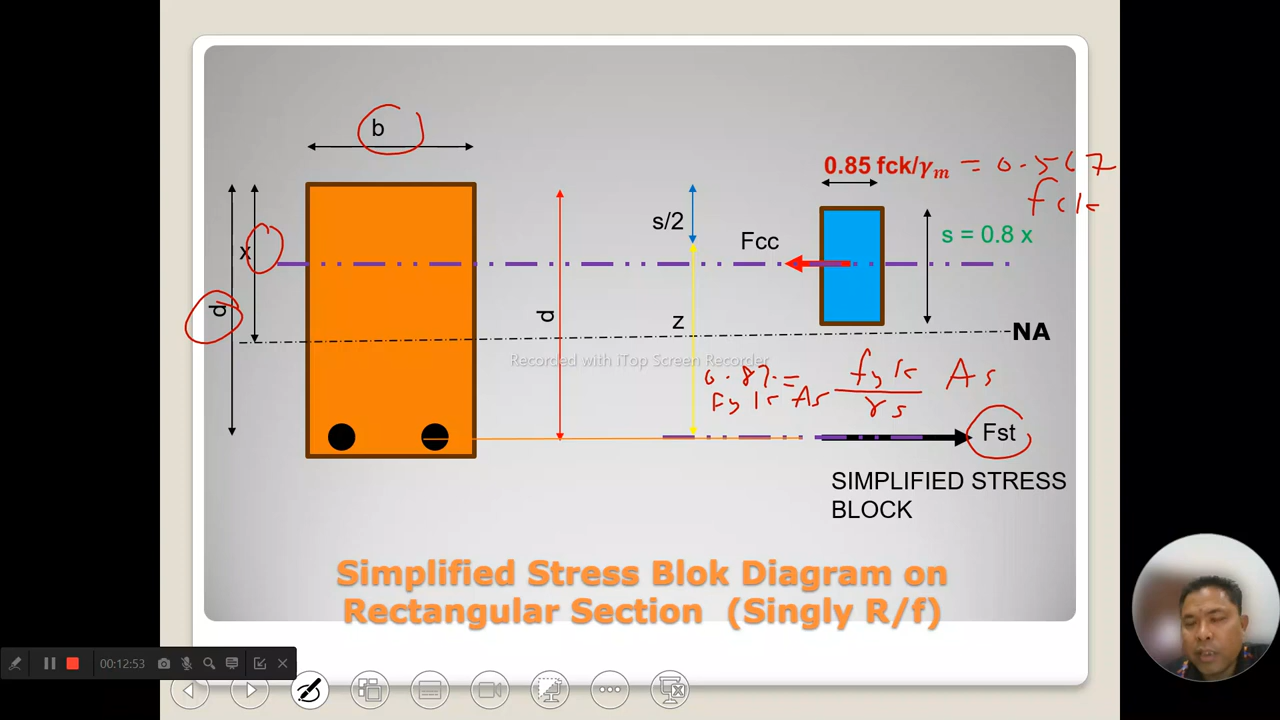 b
0.85 fck/γm = 0.567
fck
s/2
Fcc
s = 0.8 x
x
d
d
z
NA
Recorded with iTop Screen Recorder
0.87 = fyk As
Fyk As γs
Fst
SIMPLIFIED STRESS
BLOCK
Simplified Stress Blok Diagram on
Rectangular Section (Singly R/f)
00:12:53